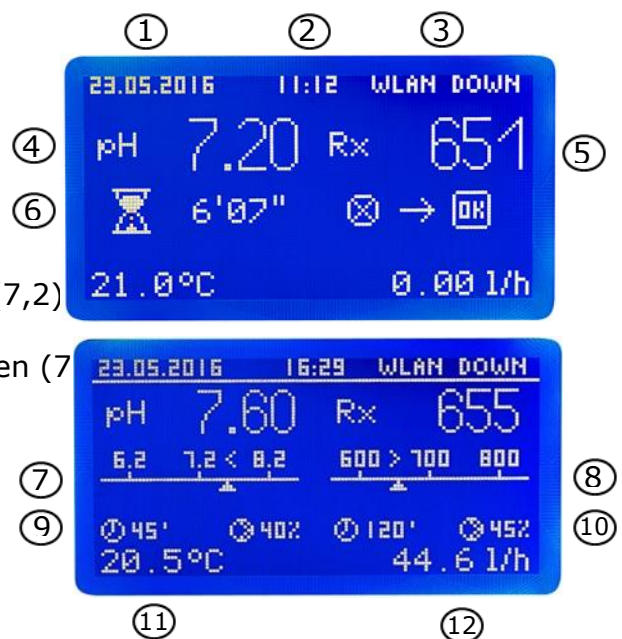 1 2 3
23.05.2016 11:12 WLAN DOWN
4 pH 7.20 Rx 651 5
6 6'07" → OK
7,2)
21.0°C 0.00 l/h
en (7
23.05.2016 16:29 WLAN DOWN
pH 7.60 Rx 655
6.2 7.2 < 8.2 600 > 700 800
7 8
9 45' 40% 120' 45% 10
20.5°C 44.6 l/h
11 12